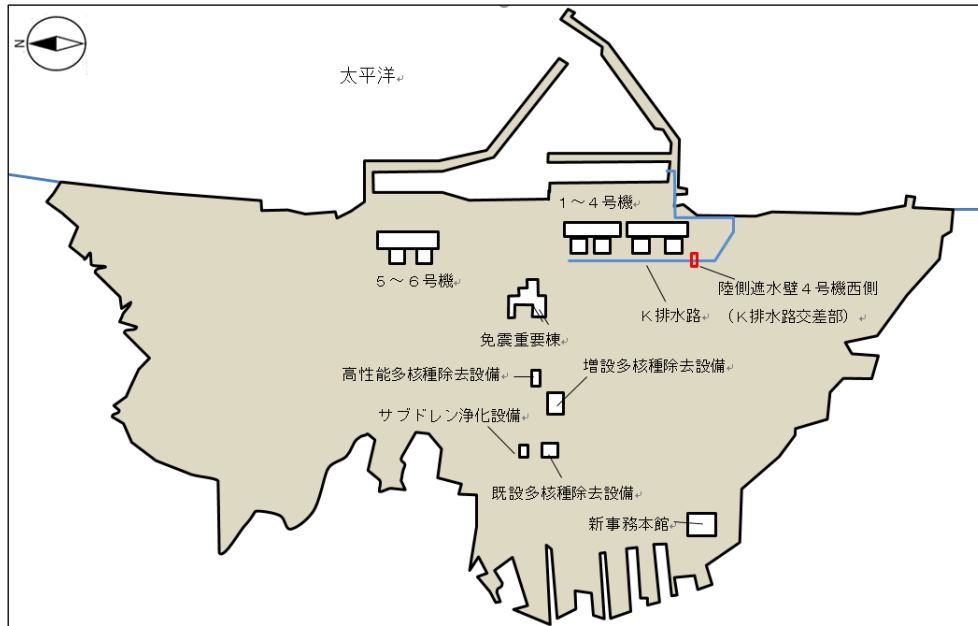 N
太平洋
１～４号機
５～６号機
陸側遮水壁４号機西側
（Ｋ排水路交差部）
Ｋ排水路
免震重要棟
増設多核種除去設備
高性能多核種除去設備
サブドレン浄化設備
既設多核種除去設備
新事務本館